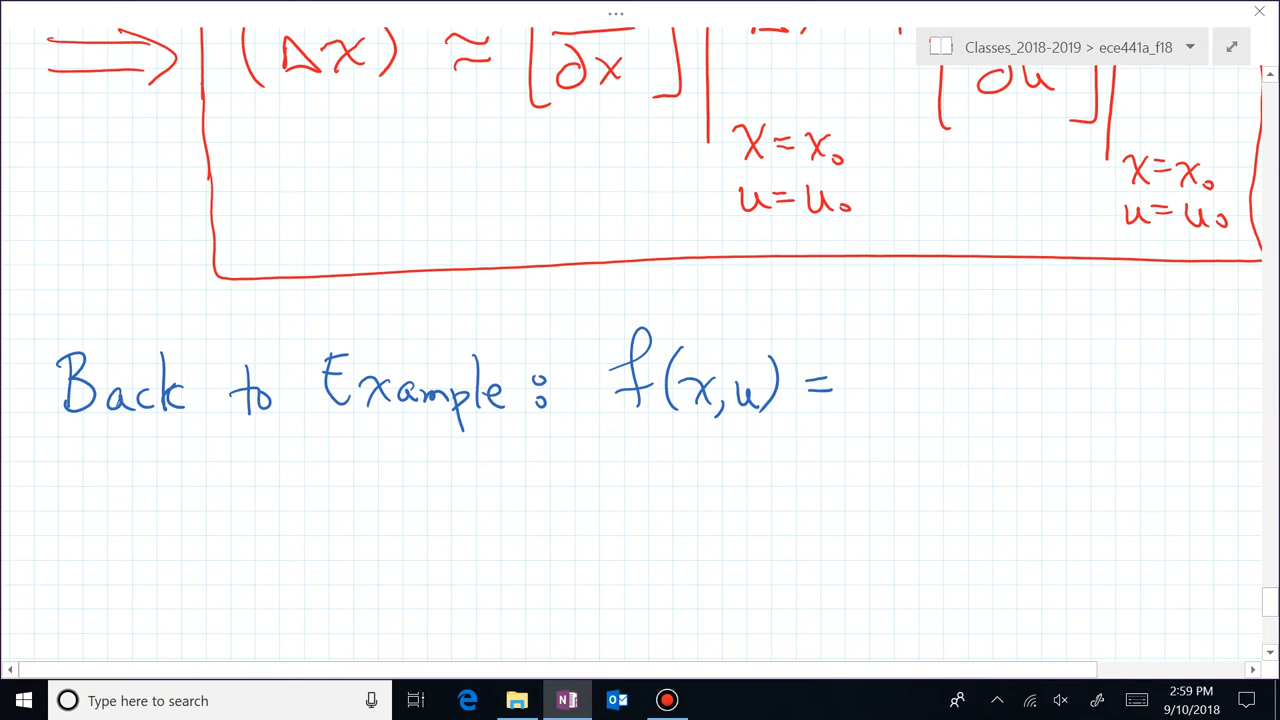 ...
Classes_2018-2019 > ece441a_f18
⟹ (Δx) ≈ [∂x] [∂u]
x = x₀
u = u₀
x = x₀
u = u₀
Back to Example: f(x,u) =
Type here to search
2:59 PM
9/10/2018